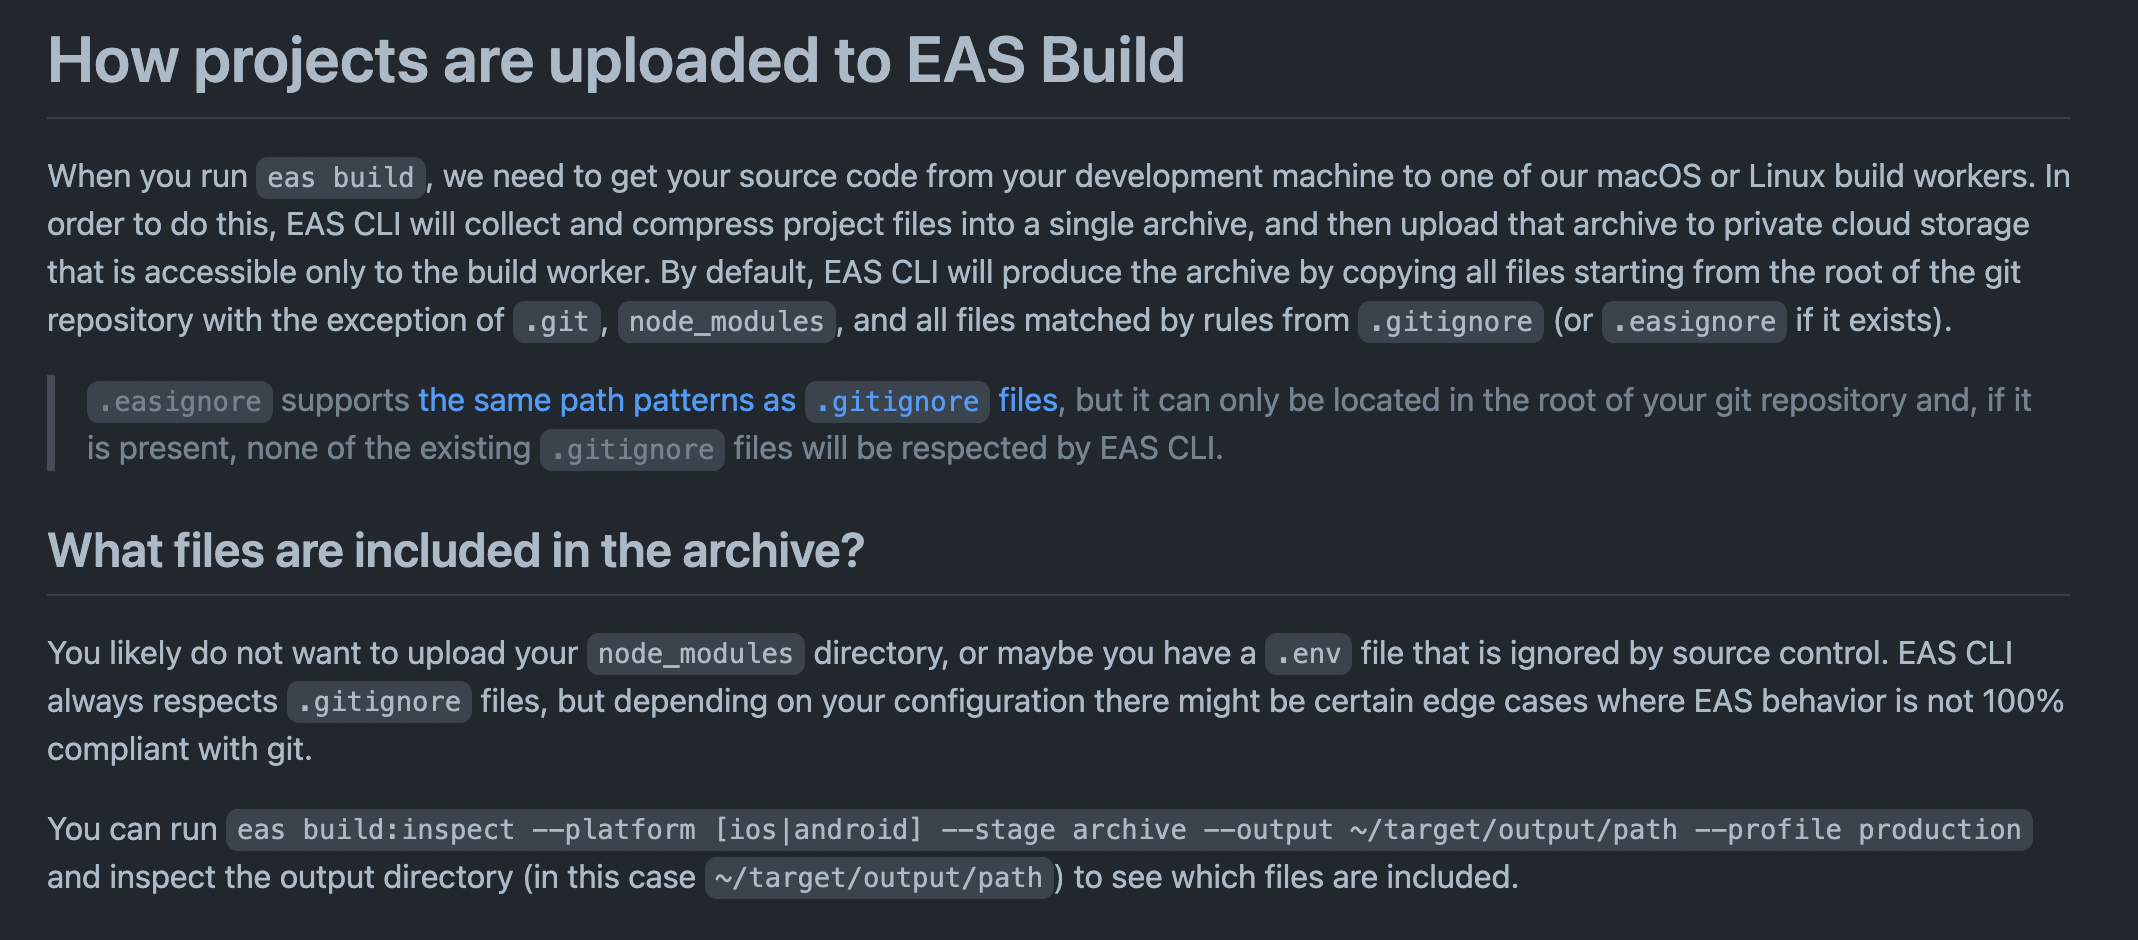 How projects are uploaded to EAS Build
When you run eas build, we need to get your source code from your development machine to one of our macOS or Linux build workers. In
order to do this, EAS CLI will collect and compress project files into a single archive, and then upload that archive to private cloud storage
that is accessible only to the build worker. By default, EAS CLI will produce the archive by copying all files starting from the root of the git
repository with the exception of .git, node_modules, and all files matched by rules from .gitignore (or .easignore if it exists).
.easignore supports the same path patterns as .gitignore files, but it can only be located in the root of your git repository and, if it
is present, none of the existing .gitignore files will be respected by EAS CLI.
What files are included in the archive?
You likely do not want to upload your node_modules directory, or maybe you have a .env file that is ignored by source control. EAS CLI
always respects .gitignore files, but depending on your configuration there might be certain edge cases where EAS behavior is not 100%
compliant with git.
You can run eas build:inspect --platform [ios|android] --stage archive --output ~/target/output/path --profile production
and inspect the output directory (in this case ~/target/output/path) to see which files are included.